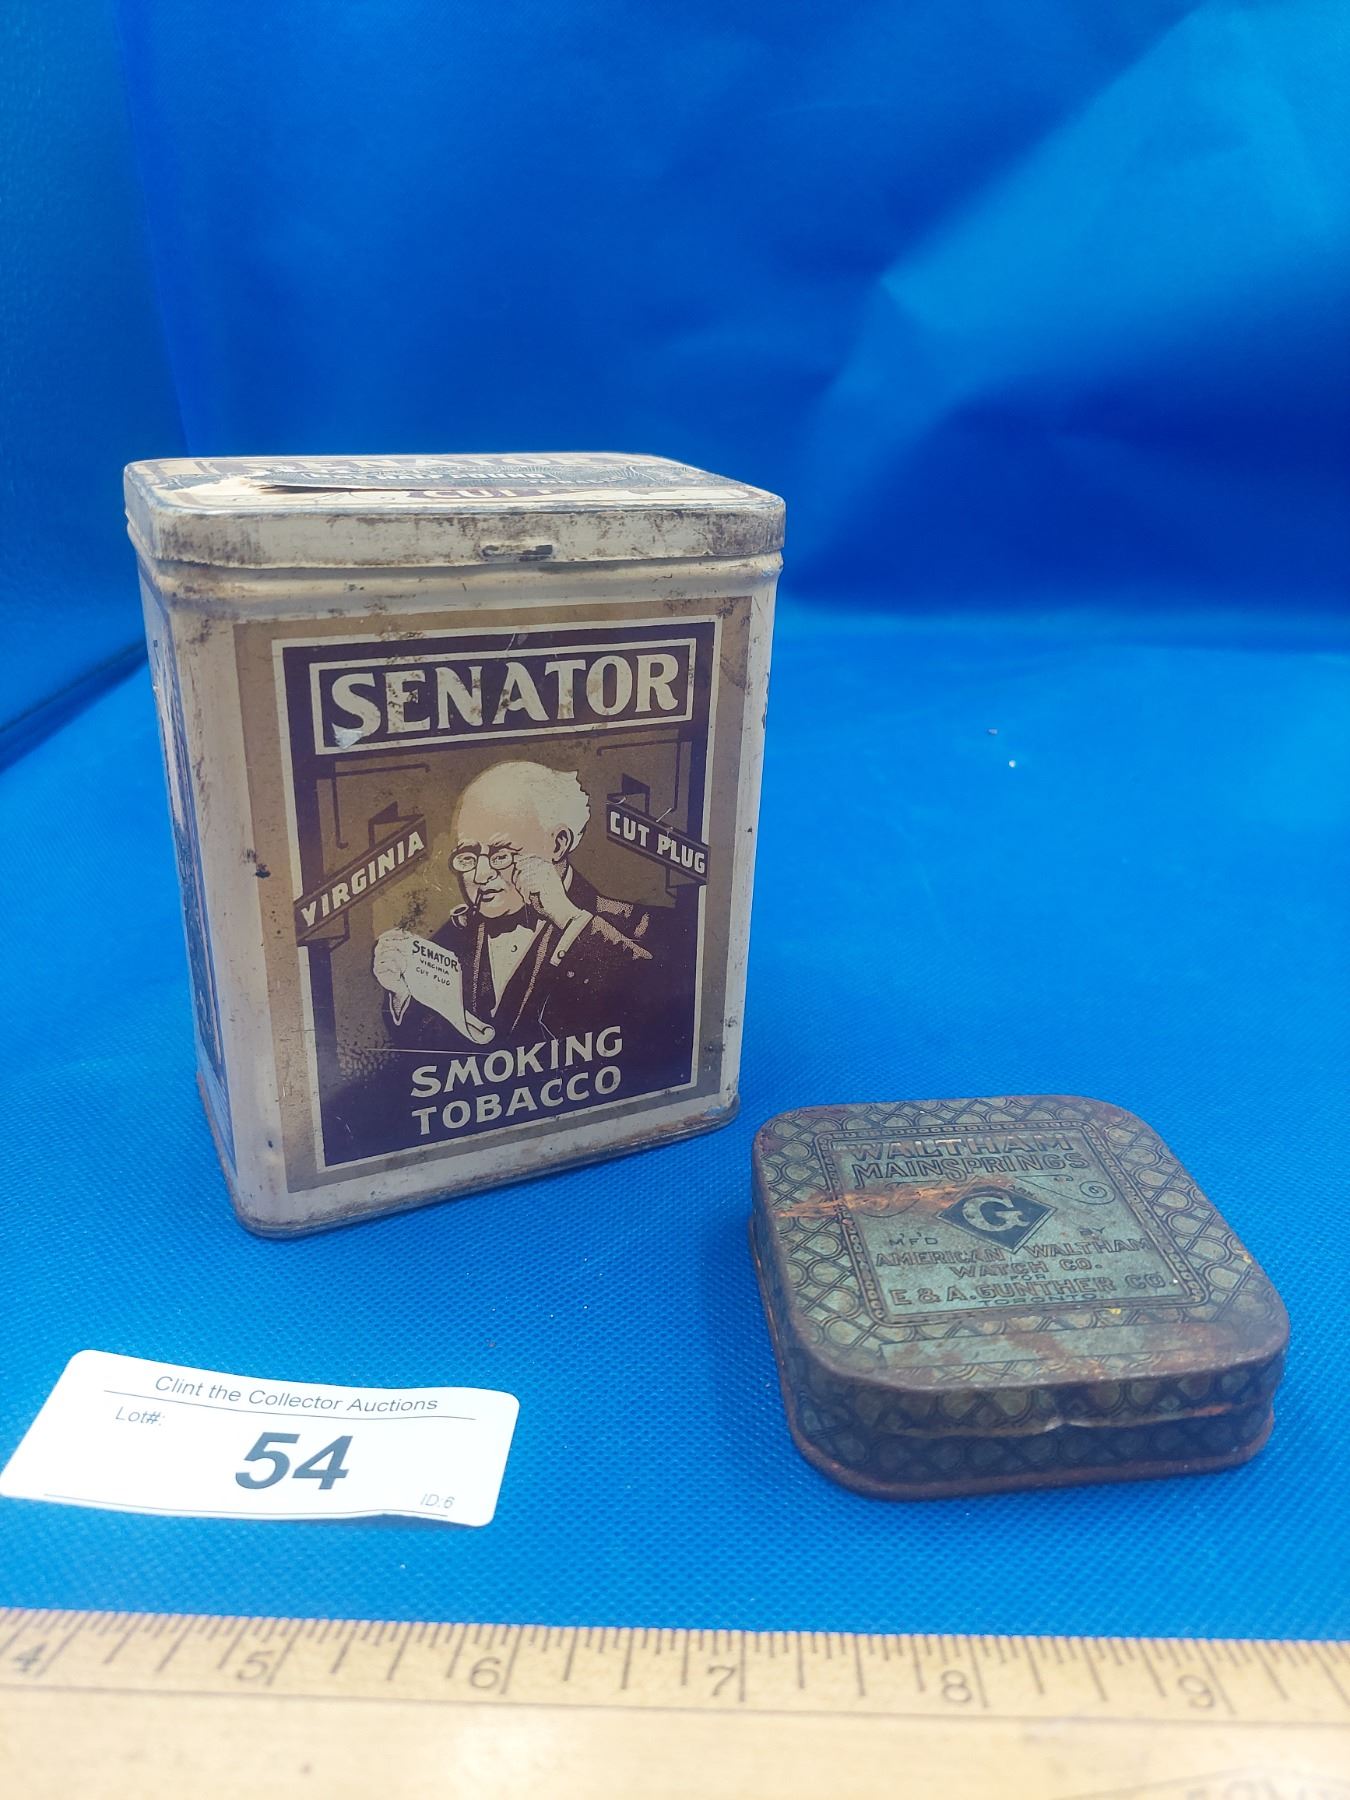 CUT
SENATOR
VIRGINIA
CUT PLUG
SENATOR
VIRGINIA
CUT PLUG
SMOKING
TOBACCO
WALTHAM
MAINSPRINGS
G
MFD BY
AMERICAN WALTHAM
WATCH CO.
FOR
E & A. GUNTHER CO.
TORONTO.
Clint the Collector Auctions
Lot#:
54
ID:6
4 5 6 7 8 9